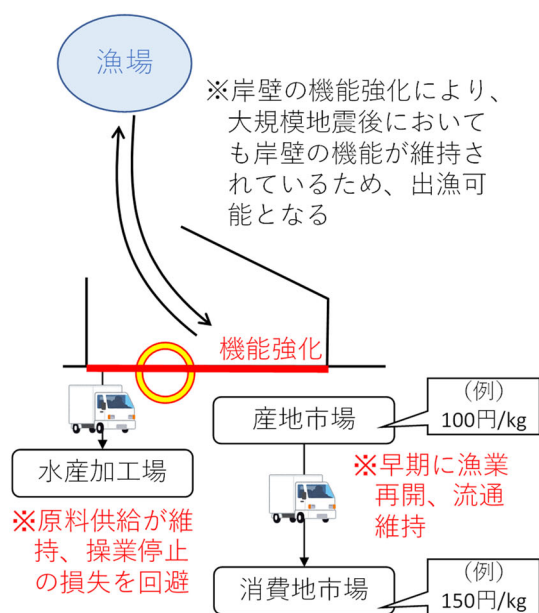 漁場
※岸壁の機能強化により、
大規模地震後において
も岸壁の機能が維持さ
れているため、出漁可
能となる
機能強化
水産加工場
※原料供給が維
持、操業停止
の損失を回避
産地市場
(例)
100円/kg
※早期に漁業
再開、流通
維持
消費地市場
(例)
150円/kg